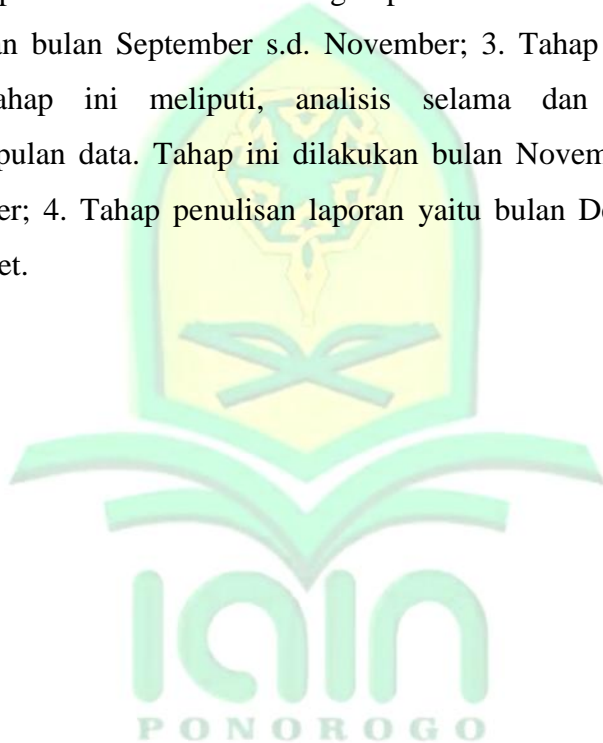 an bulan September s.d. November; 3. Tahap
ahap ini meliputi, analisis selama dan
pulan data. Tahap ini dilakukan bulan Novem
er; 4. Tahap penulisan laporan yaitu bulan De
et.
iain
PONOROGO